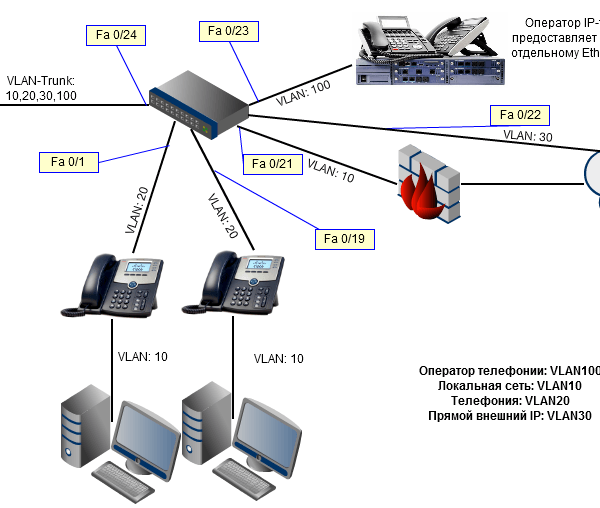 Оператор IP-
предоставляет
отдельному Eth
Fa 0/24
Fa 0/23
VLAN-Trunk:
10,20,30,100
VLAN: 100
Fa 0/22
VLAN: 30
Fa 0/1
Fa 0/21
VLAN: 10
VLAN: 20
VLAN: 20
Fa 0/19
VLAN: 10
VLAN: 10
Оператор телефонии: VLAN100
Локальная сеть: VLAN10
Телефония: VLAN20
Прямой внешний IP: VLAN30